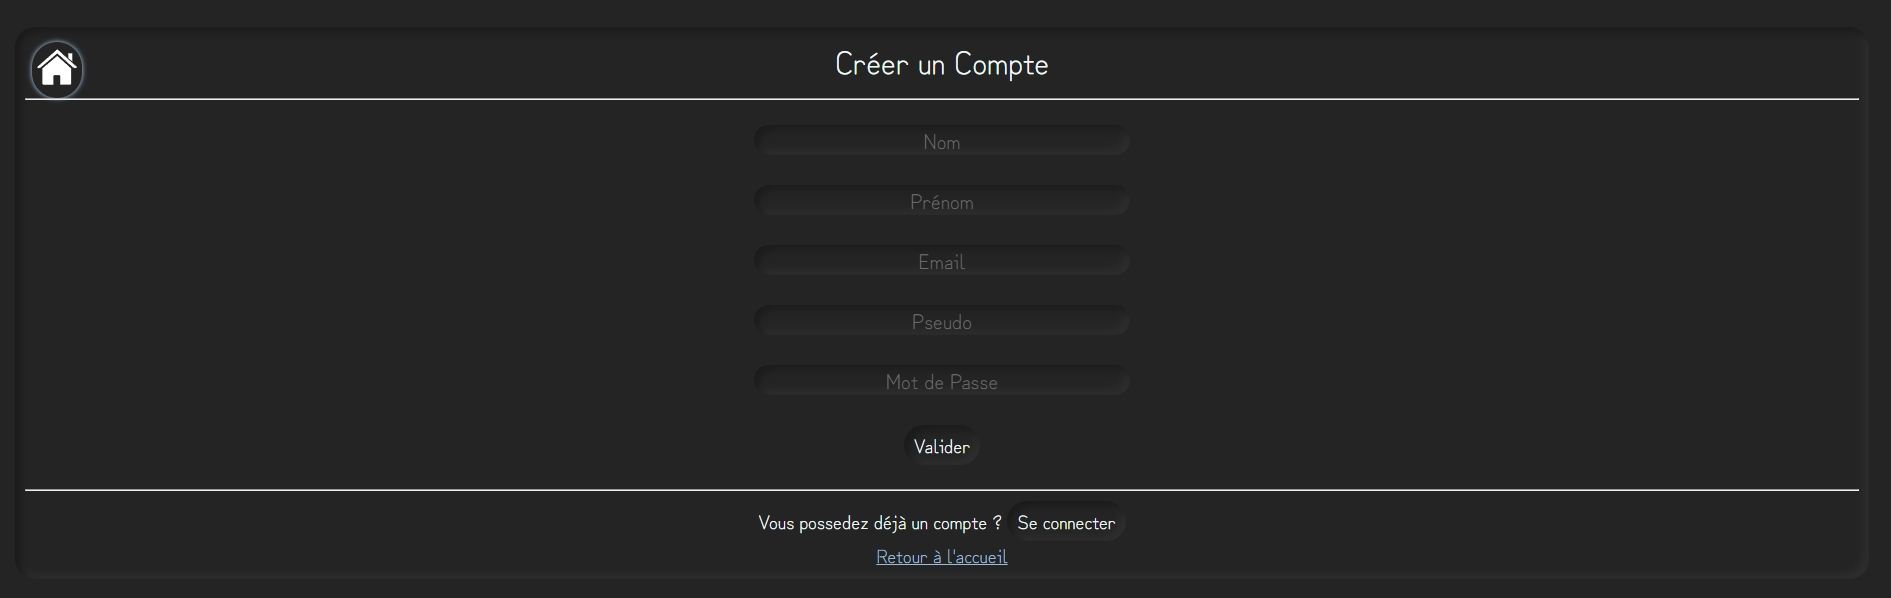 Créer un Compte
Nom
Prénom
Email
Pseudo
Mot de Passe
Valider
Vous possedez déjà un compte ? Se connecter
Retour à l'accueil